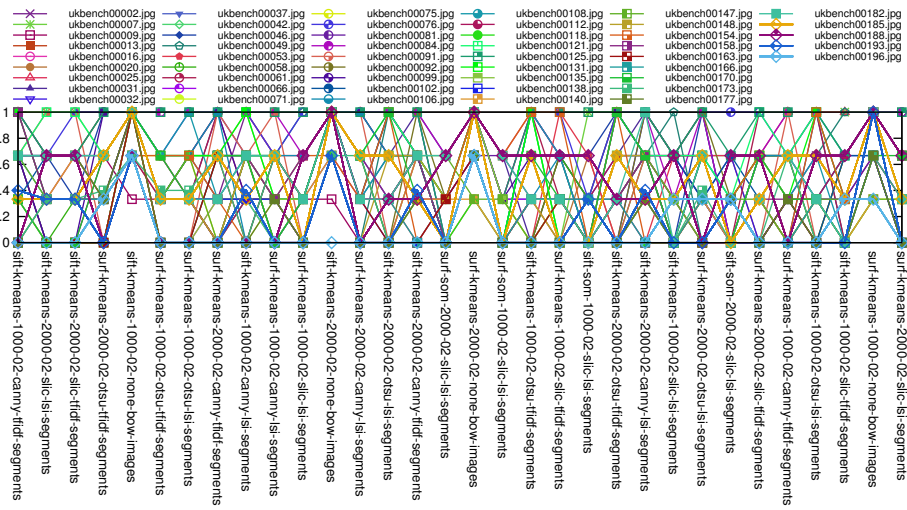 ukbench00002.jpg
ukbench00007.jpg
ukbench00009.jpg
ukbench00013.jpg
ukbench00016.jpg
ukbench00020.jpg
ukbench00025.jpg
ukbench00031.jpg
ukbench00032.jpg
ukbench00037.jpg
ukbench00042.jpg
ukbench00046.jpg
ukbench00049.jpg
ukbench00053.jpg
ukbench00058.jpg
ukbench00061.jpg
ukbench00066.jpg
ukbench00071.jpg
ukbench00075.jpg
ukbench00076.jpg
ukbench00081.jpg
ukbench00084.jpg
ukbench00091.jpg
ukbench00092.jpg
ukbench00099.jpg
ukbench00102.jpg
ukbench00106.jpg
ukbench00108.jpg
ukbench00112.jpg
ukbench00118.jpg
ukbench00121.jpg
ukbench00125.jpg
ukbench00131.jpg
ukbench00135.jpg
ukbench00138.jpg
ukbench00140.jpg
ukbench00147.jpg
ukbench00148.jpg
ukbench00154.jpg
ukbench00158.jpg
ukbench00163.jpg
ukbench00166.jpg
ukbench00170.jpg
ukbench00173.jpg
ukbench00177.jpg
ukbench00182.jpg
ukbench00185.jpg
ukbench00188.jpg
ukbench00193.jpg
ukbench00196.jpg
1
.8
.6
.4
.2
0
sift-kmeans-1000-02-canny-tfidf-segments
sift-kmeans-2000-02-slic-lsi-segments
sift-kmeans-2000-02-slic-tfidf-segments
surf-kmeans-2000-02-otsu-tfidf-segments
sift-kmeans-1000-02-none-bow-images
surf-kmeans-1000-02-otsu-tfidf-segments
surf-kmeans-1000-02-otsu-lsi-segments
surf-kmeans-2000-02-canny-tfidf-segments
sift-kmeans-1000-02-canny-lsi-segments
surf-kmeans-1000-02-canny-lsi-segments
surf-kmeans-1000-02-slic-lsi-segments
sift-kmeans-2000-02-none-bow-images
surf-kmeans-2000-02-canny-lsi-segments
sift-kmeans-2000-02-otsu-lsi-segments
sift-kmeans-2000-02-canny-tfidf-segments
surf-som-2000-02-slic-lsi-segments
surf-kmeans-2000-02-none-bow-images
surf-som-1000-02-slic-lsi-segments
sift-kmeans-1000-02-otsu-tfidf-segments
surf-kmeans-1000-02-slic-tfidf-segments
sift-som-1000-02-slic-lsi-segments
sift-kmeans-2000-02-otsu-tfidf-segments
sift-kmeans-2000-02-canny-lsi-segments
sift-kmeans-1000-02-slic-lsi-segments
surf-kmeans-2000-02-otsu-lsi-segments
sift-som-2000-02-slic-lsi-segments
surf-kmeans-2000-02-slic-tfidf-segments
surf-kmeans-1000-02-canny-tfidf-segments
sift-kmeans-1000-02-otsu-lsi-segments
sift-kmeans-1000-02-slic-tfidf-segments
surf-kmeans-1000-02-none-bow-images
surf-kmeans-2000-02-slic-lsi-segments